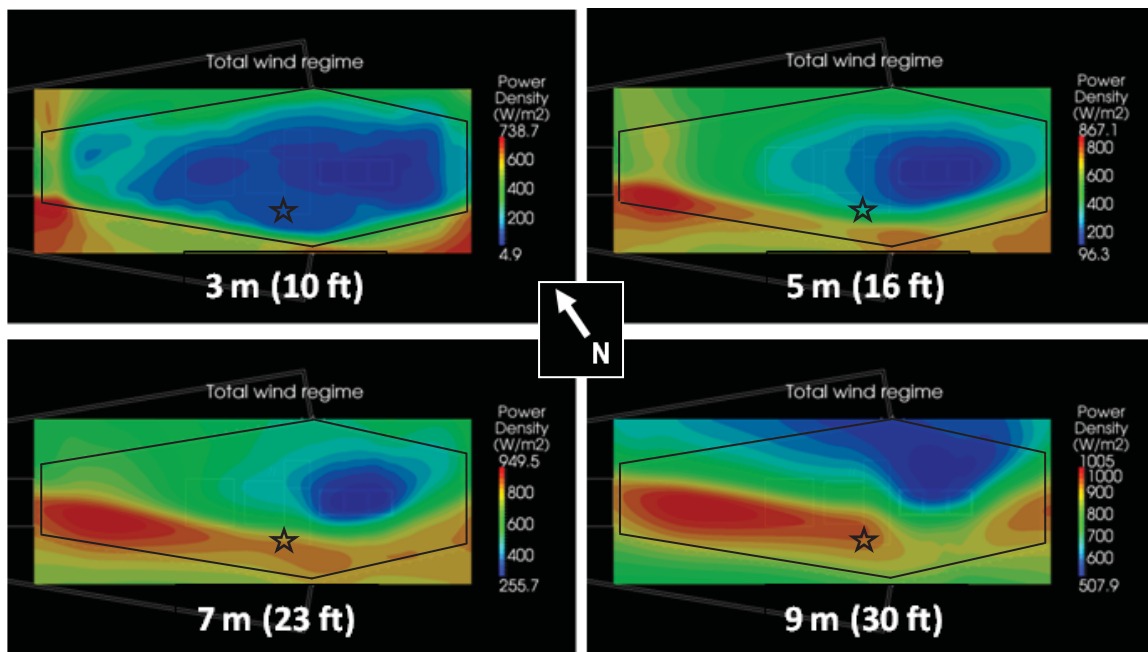 Total wind regime
Power
Density
(W/m2)
738.7
600
400
200
4.9
3 m (10 ft)
Total wind regime
Power
Density
(W/m2)
867.1
800
600
400
200
96.3
5 m (16 ft)
N
Total wind regime
Power
Density
(W/m2)
949.5
800
600
400
255.7
7 m (23 ft)
Total wind regime
Power
Density
(W/m2)
1005
1000
900
800
700
600
507.9
9 m (30 ft)